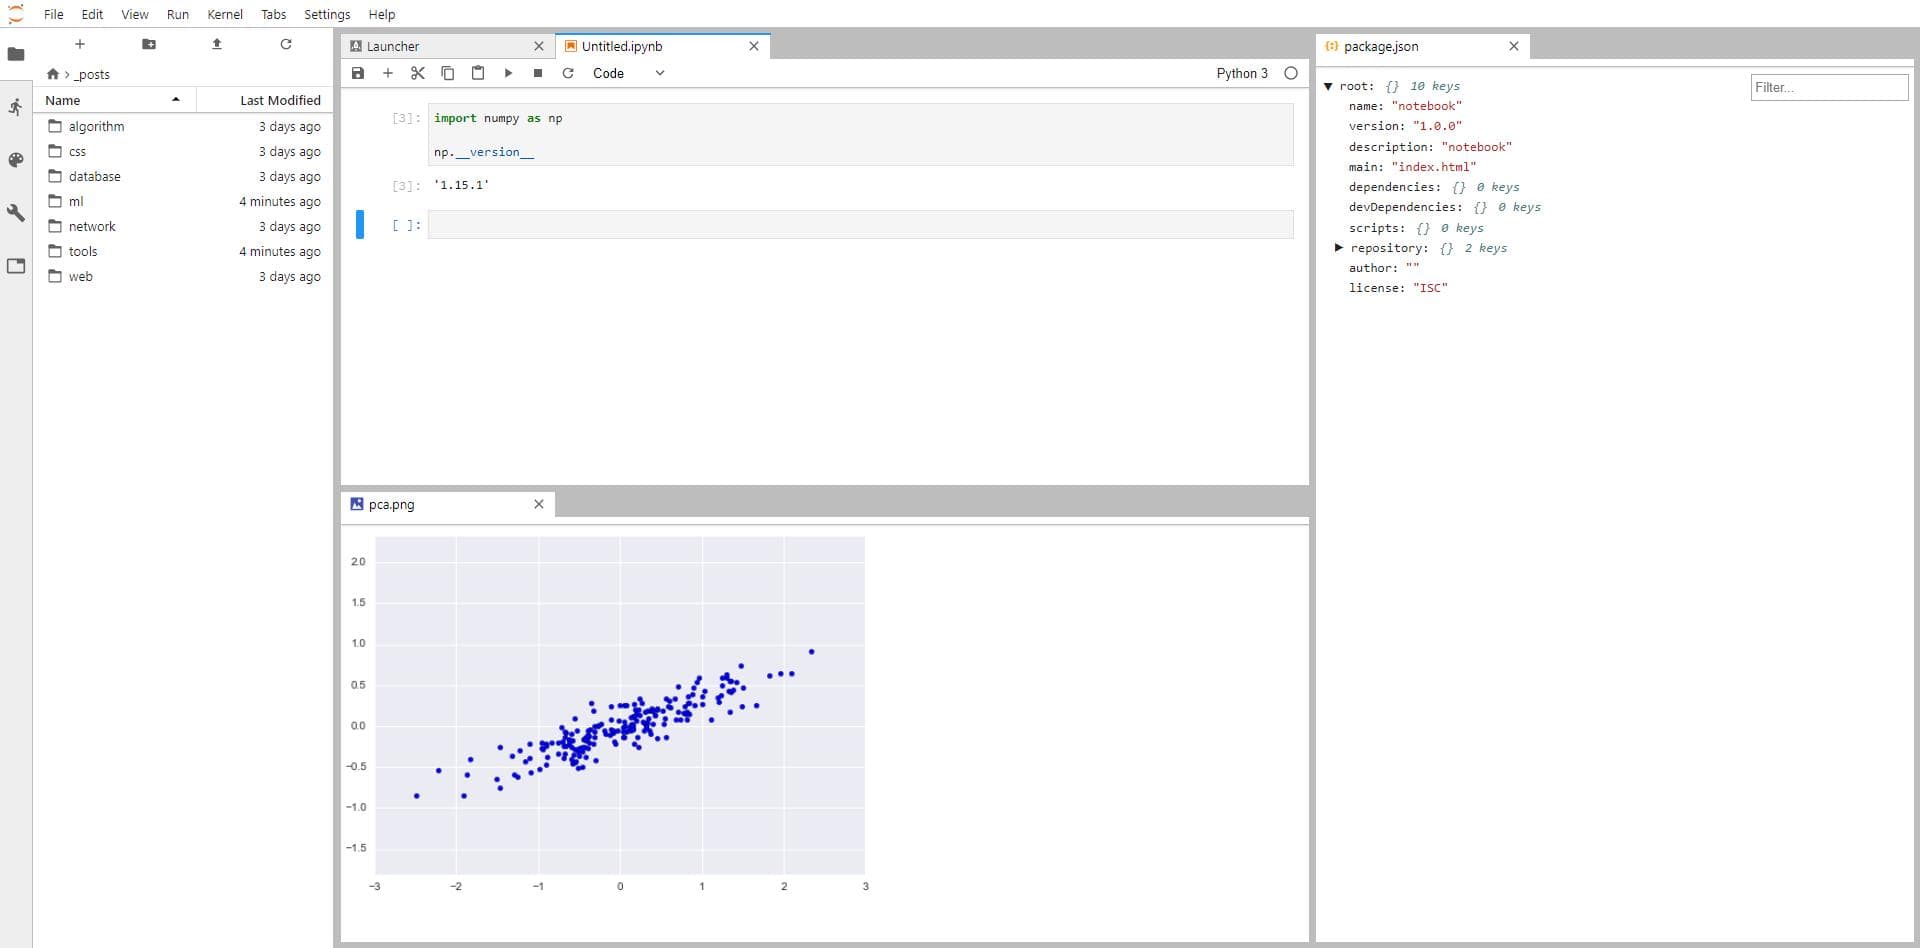 File Edit View Run Kernel Tabs Settings Help
_posts
Name Last Modified
algorithm 3 days ago
css 3 days ago
database 3 days ago
ml 4 minutes ago
network 3 days ago
tools 4 minutes ago
web 3 days ago
Launcher Untitled.ipynb
Code Python 3
[3]: import numpy as np
np.__version__
[3]: '1.15.1'
[ ]:
pca.png
2.0
1.5
1.0
0.5
0.0
−0.5
−1.0
−1.5
−3 −2 −1 0 1 2 3
package.json
Filter...
root: {} 10 keys
name: "notebook"
version: "1.0.0"
description: "notebook"
main: "index.html"
dependencies: {} 0 keys
devDependencies: {} 0 keys
scripts: {} 0 keys
repository: {} 2 keys
author: ""
license: "ISC"